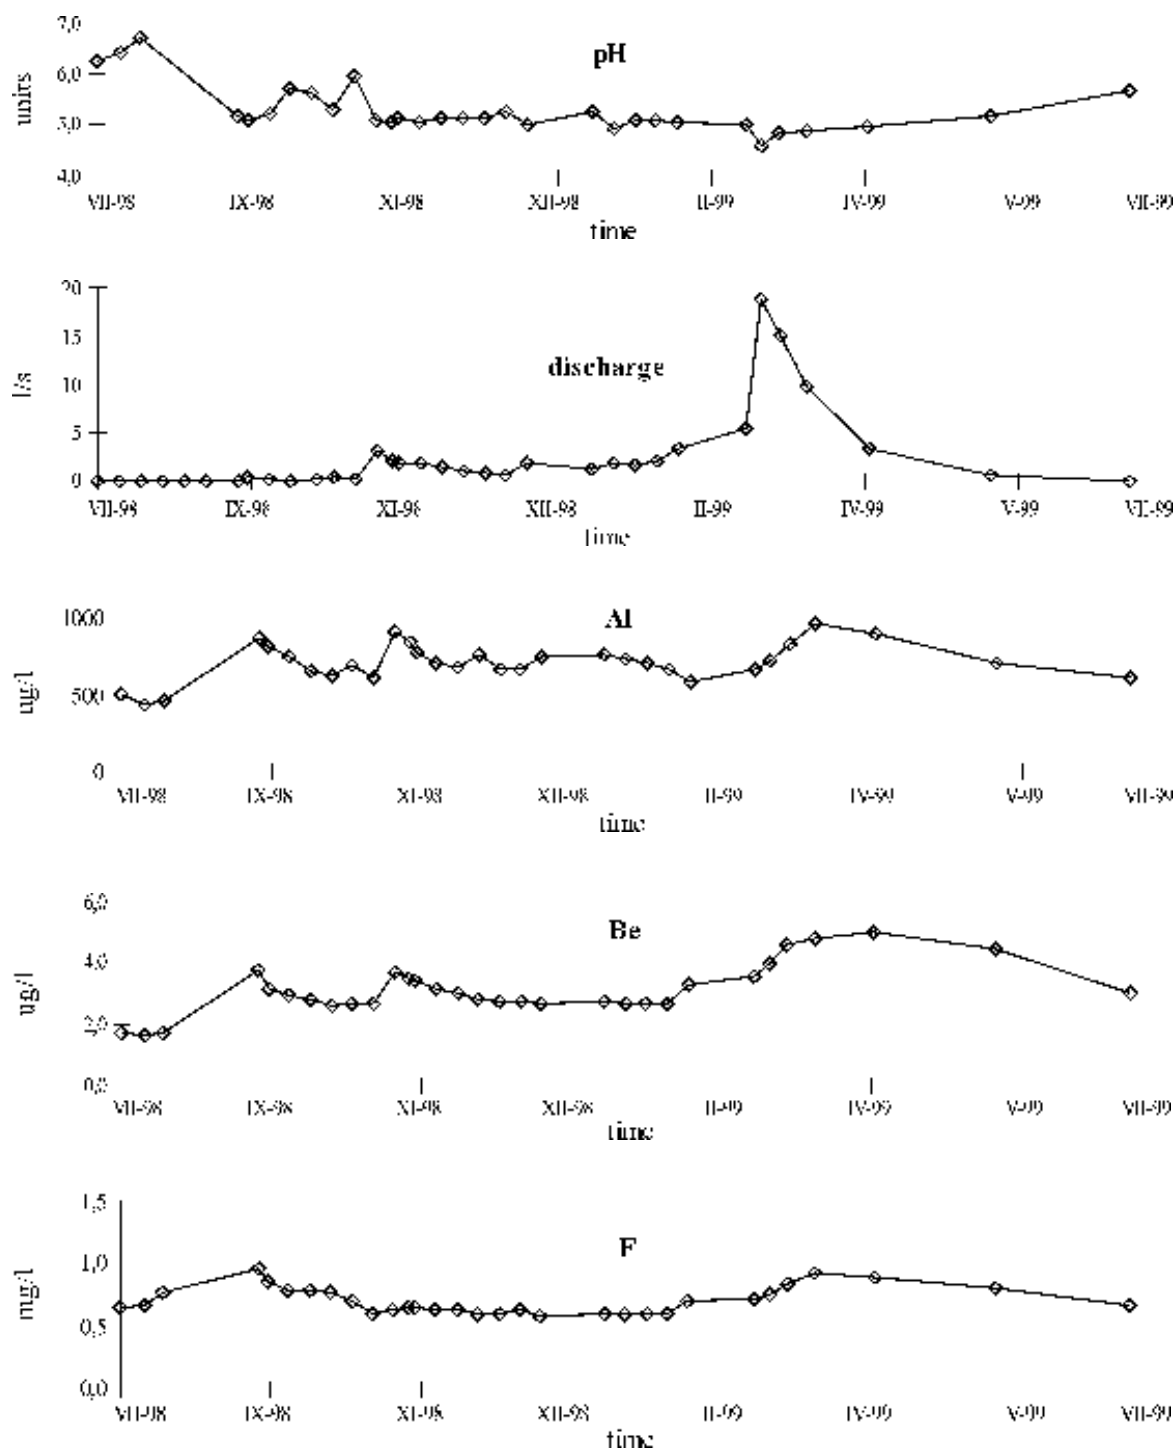 7,0
pH
6,0
units
5,0
4,0
VII-98 IX-98 XI-98 XII-98 II-99 IV-99 V-99 VII-99
time
20
15
discharge
l/s
10
5
0
VII-98 IX-98 XI-98 XII-98 II-99 IV-99 V-99 VII-99
time
1000
Al
ug/l
500
0
VII-98 IX-98 XI-98 XII-98 II-99 IV-99 V-99 VII-99
time
6,0
Be
4,0
ug/l
2,0
0,0
VII-98 IX-98 XI-98 XII-98 II-99 IV-99 V-99 VII-99
time
1,5
F
1,0
mg/l
0,5
0,0
VII-98 IX-98 XI-98 XII-98 II-99 IV-99 V-99 VII-99
time